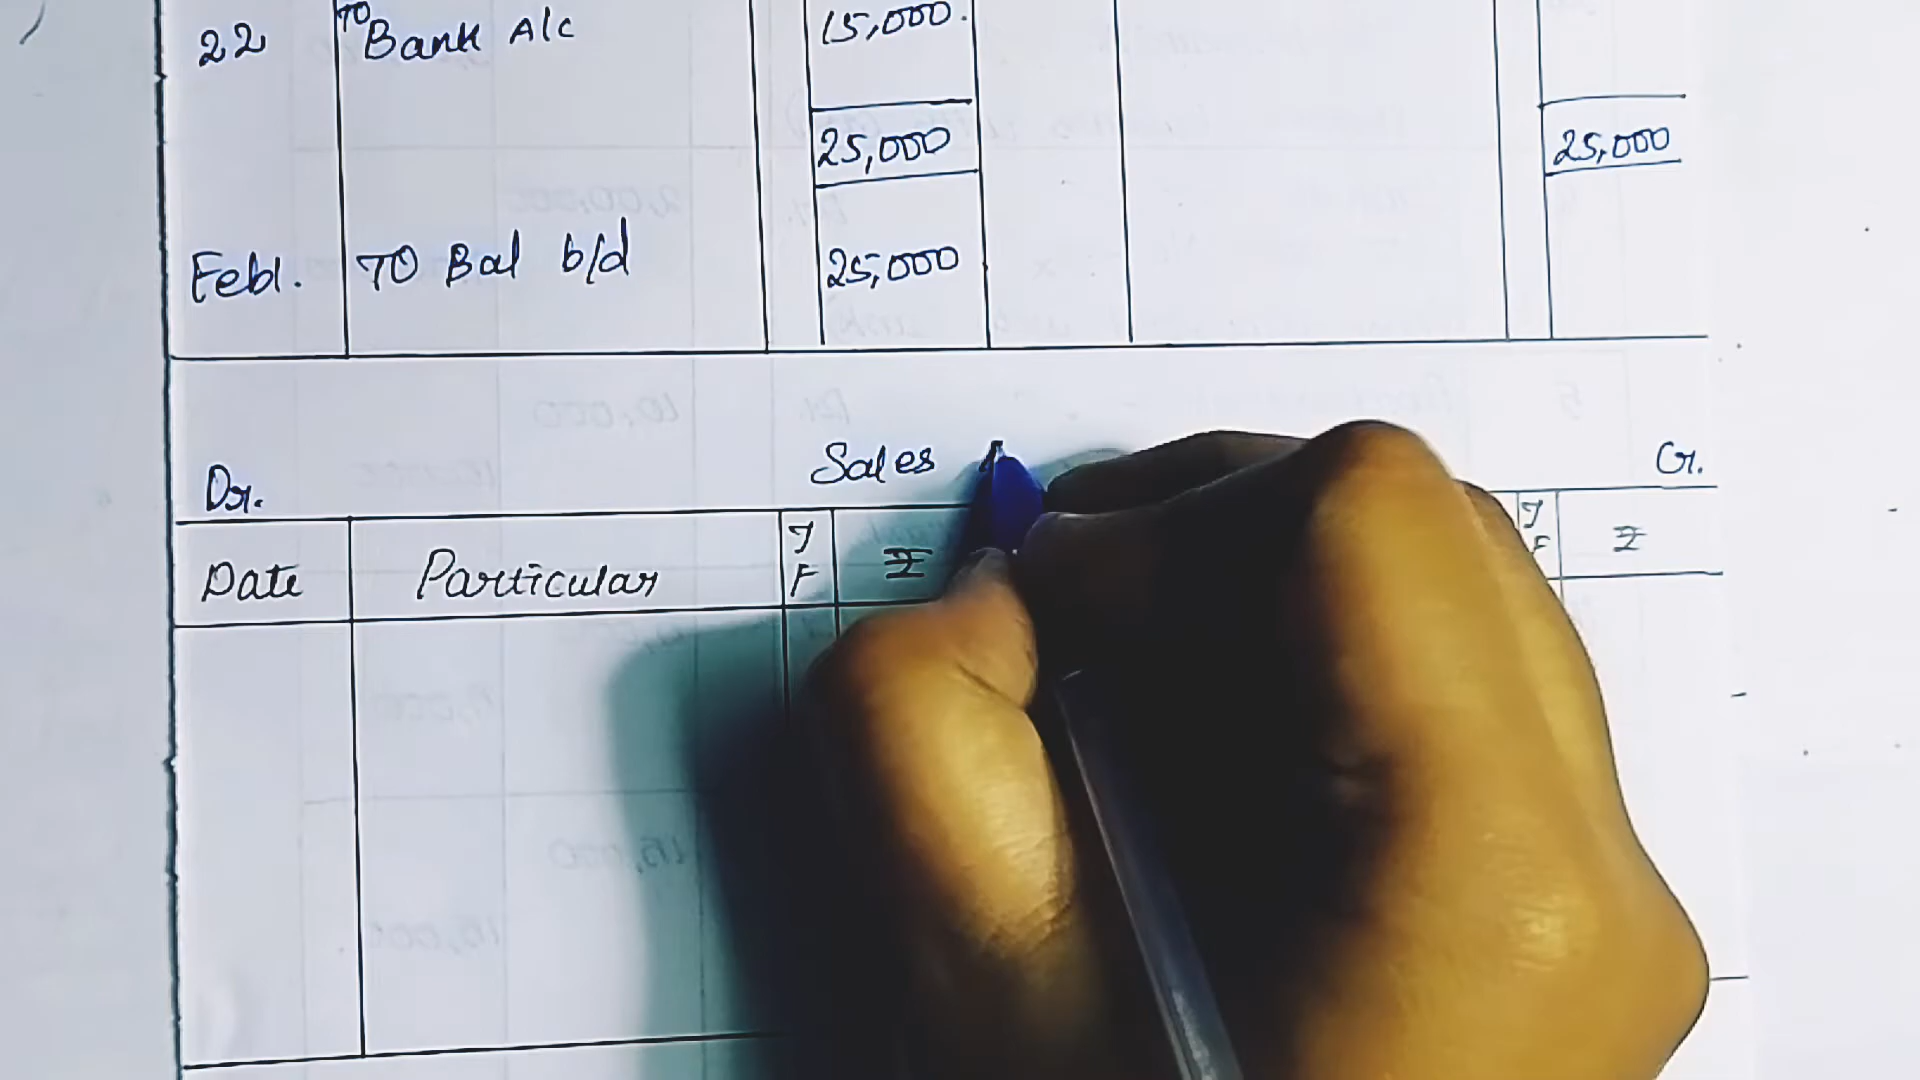 22 To Bank A/c 15,000.
25,000 25,000
Feb1. To Bal b/d 25,000
Dr. Sales A Cr.
Date Particular J F ₹ J F ₹